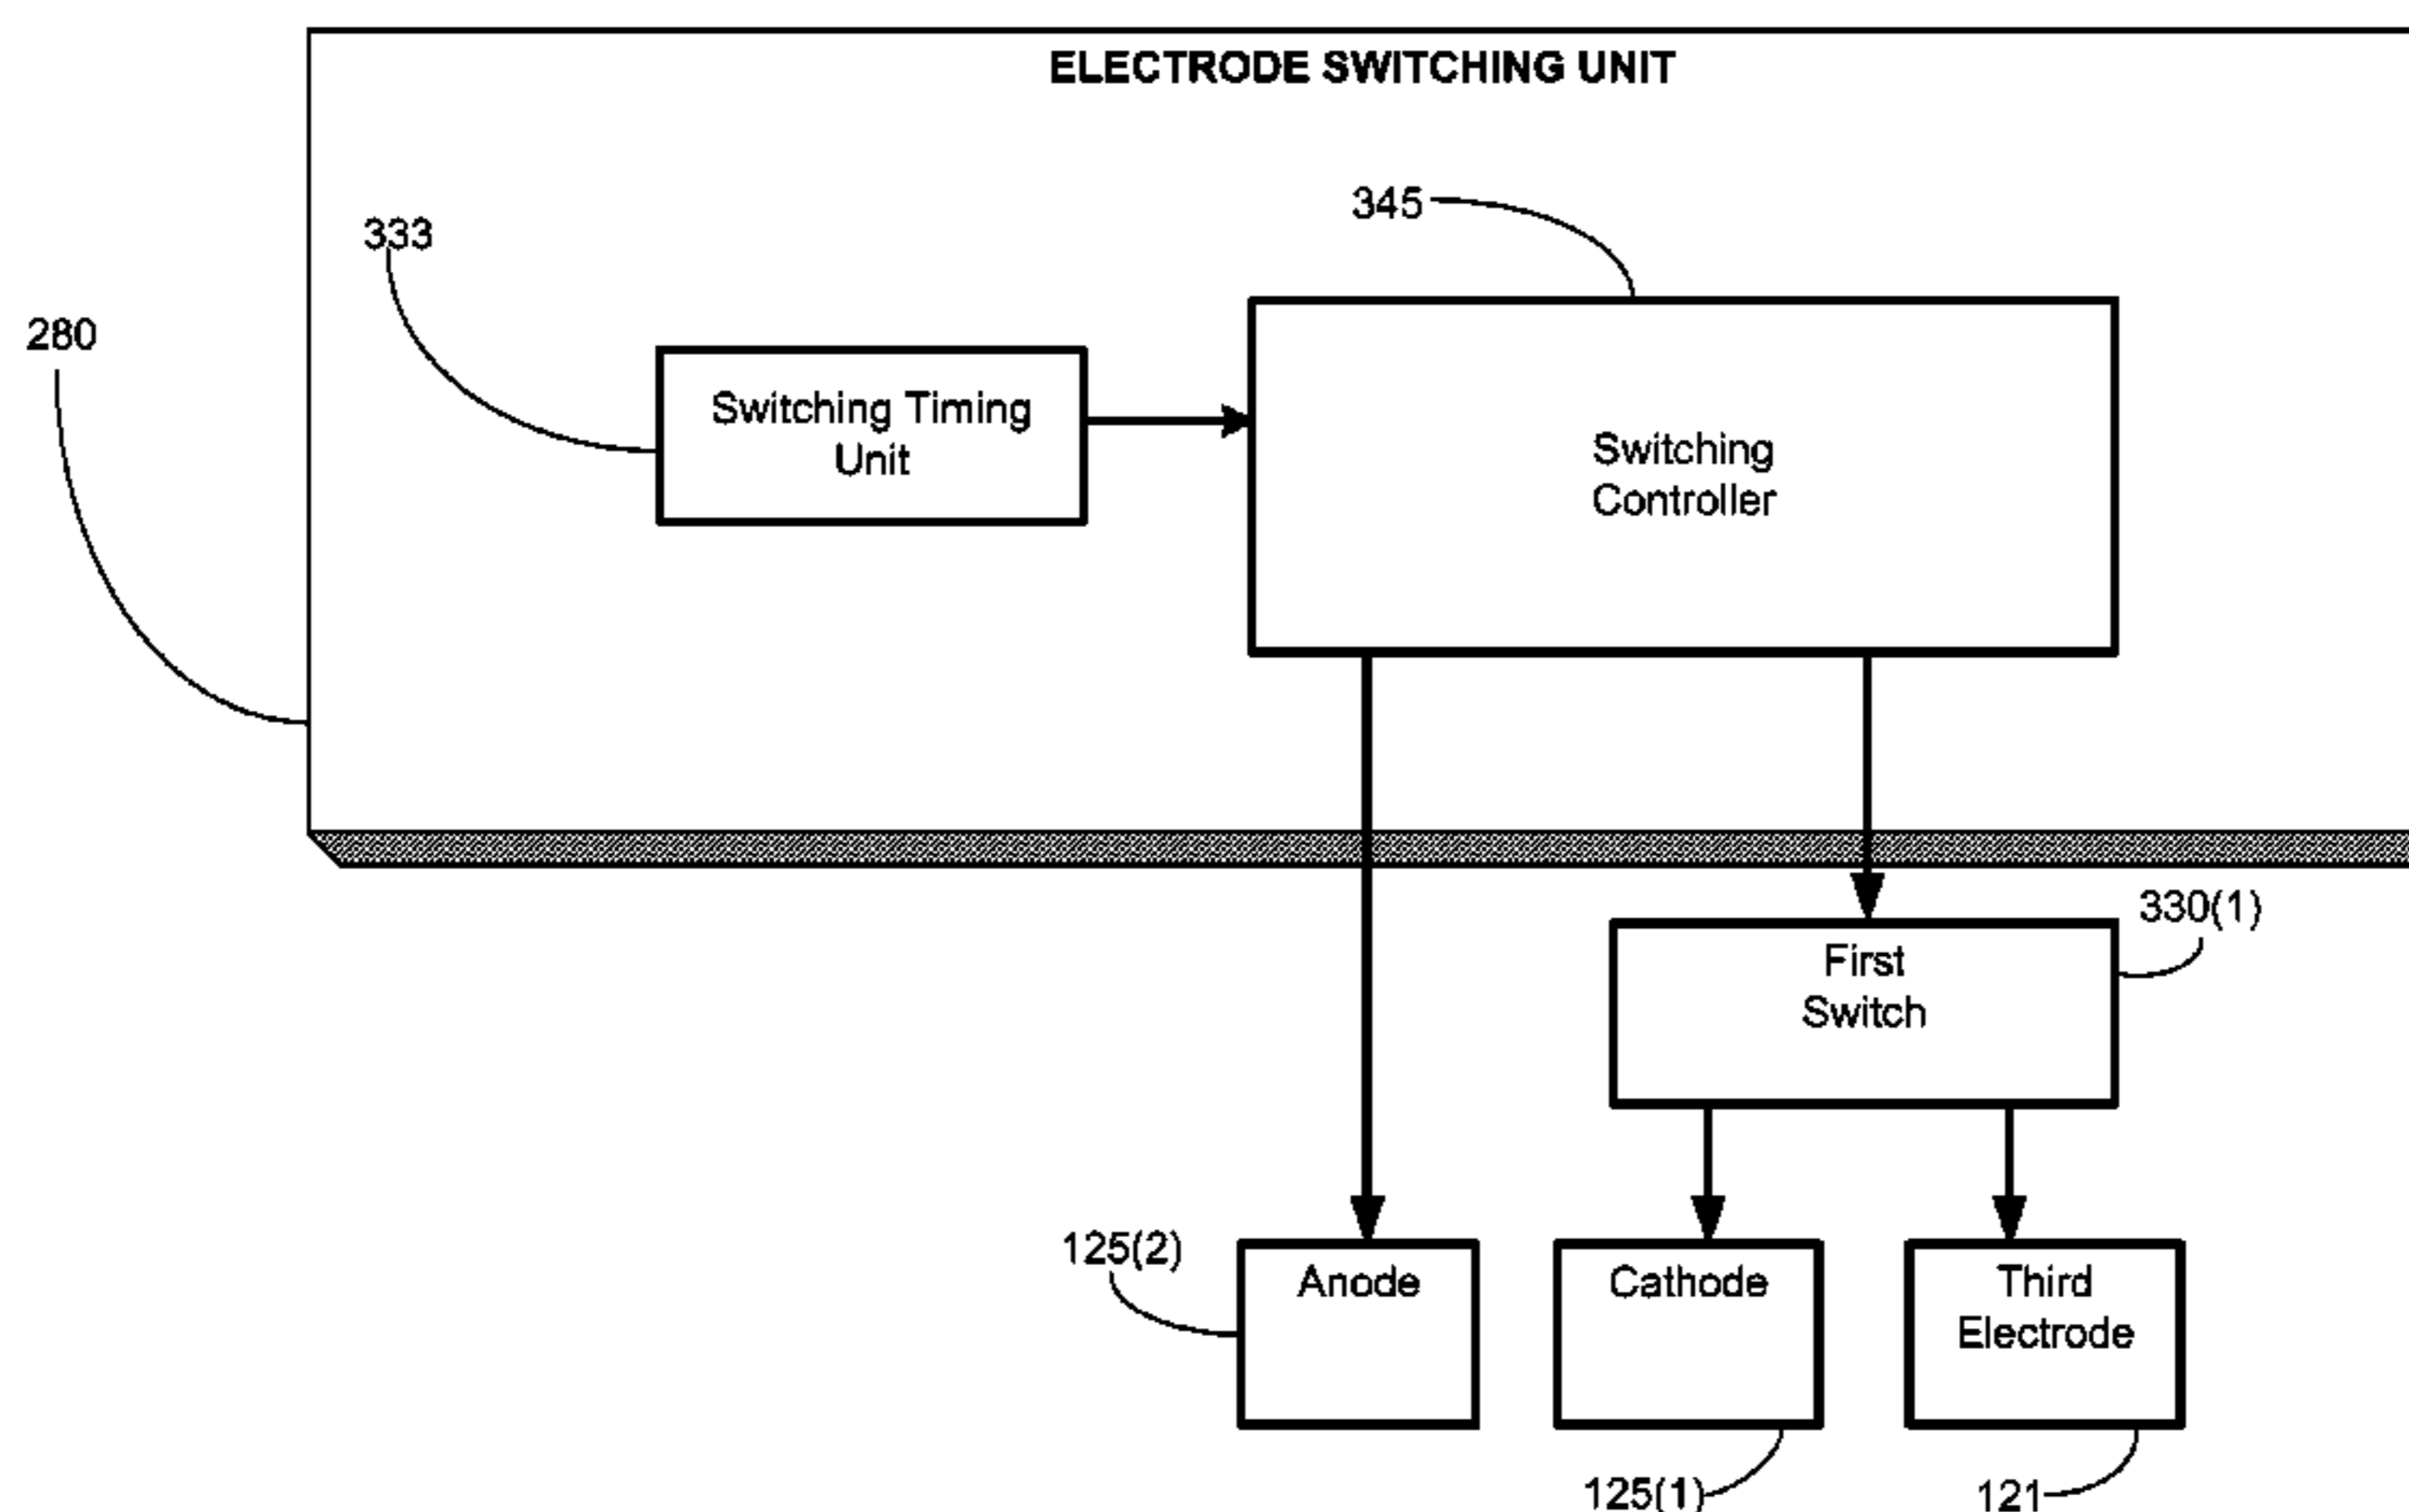 ELECTRODE SWITCHING UNIT
345
333
280
Switching Timing
Unit
Switching
Controller
330(1)
First
Switch
125(2)
Anode
Cathode
Third
Electrode
125(1)
121